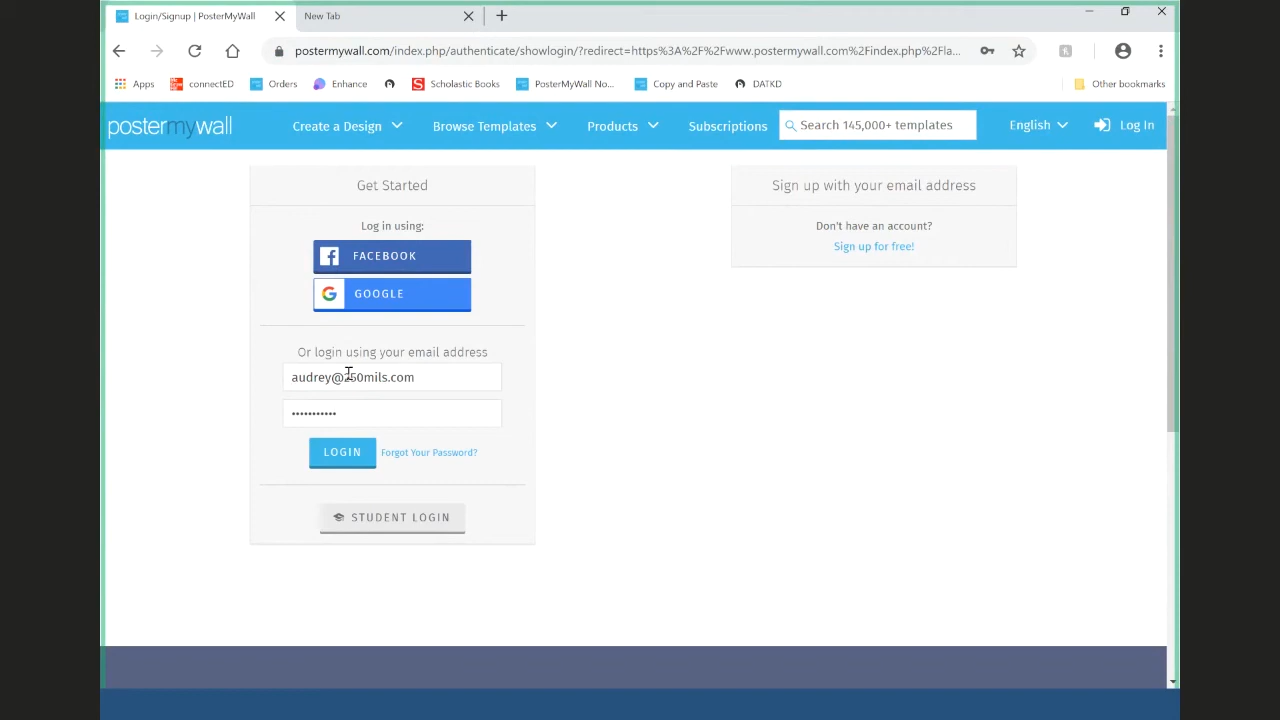 Login/Signup | PosterMyWall
New Tab
postermywall.com/index.php/authenticate/showlogin/?redirect=https%3A%2F%2Fwww.postermywall.com%2Findex.php%2Fla...
Apps
connectED
Orders
Enhance
Scholastic Books
PosterMyWall No...
Copy and Paste
DATKD
Other bookmarks
postermywall
Create a Design
Browse Templates
Products
Subscriptions
Search 145,000+ templates
English
Log In
Get Started
Log in using:
FACEBOOK
GOOGLE
Or login using your email address
audrey@250mils.com
•••••••••••
LOGIN
Forgot Your Password?
STUDENT LOGIN
Sign up with your email address
Don't have an account?
Sign up for free!